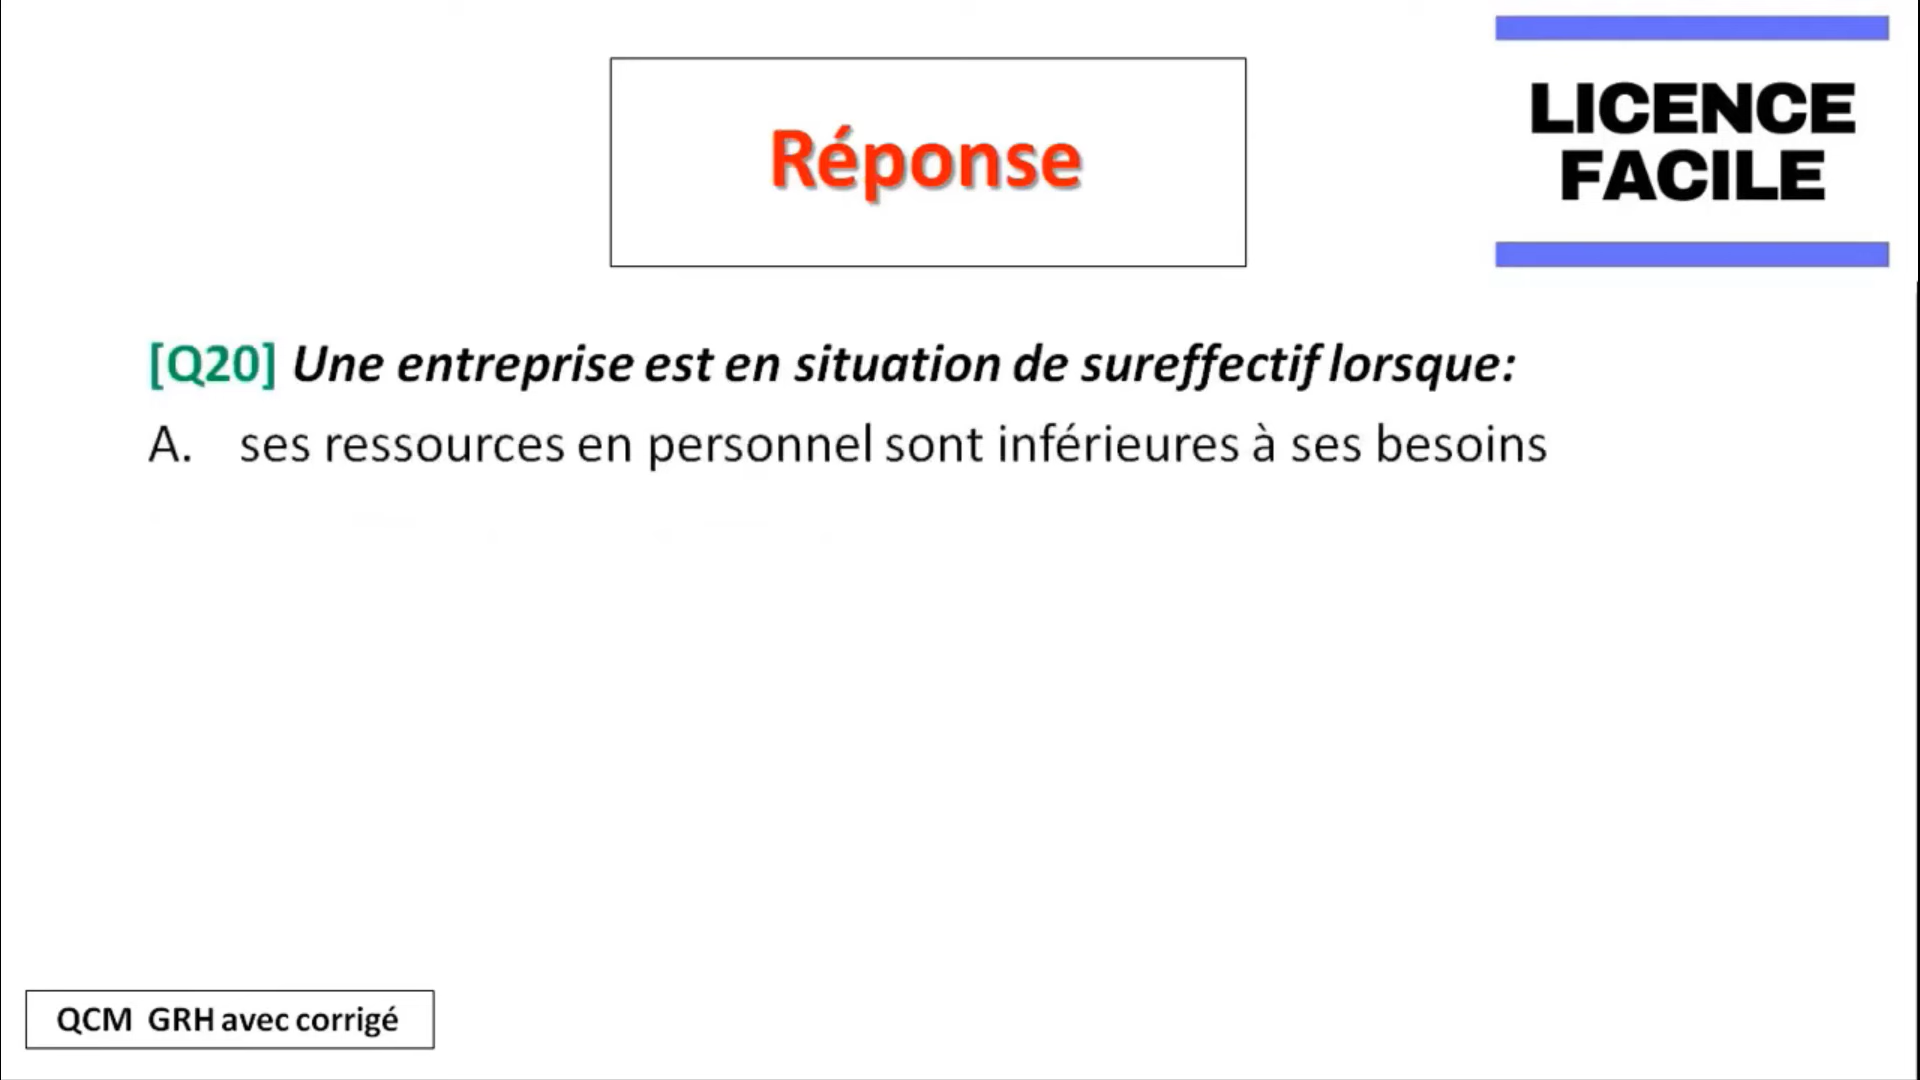 Réponse
LICENCE
FACILE
[Q20] Une entreprise est en situation de sureffectif lorsque:
A. ses ressources en personnel sont inférieures à ses besoins
QCM GRH avec corrigé